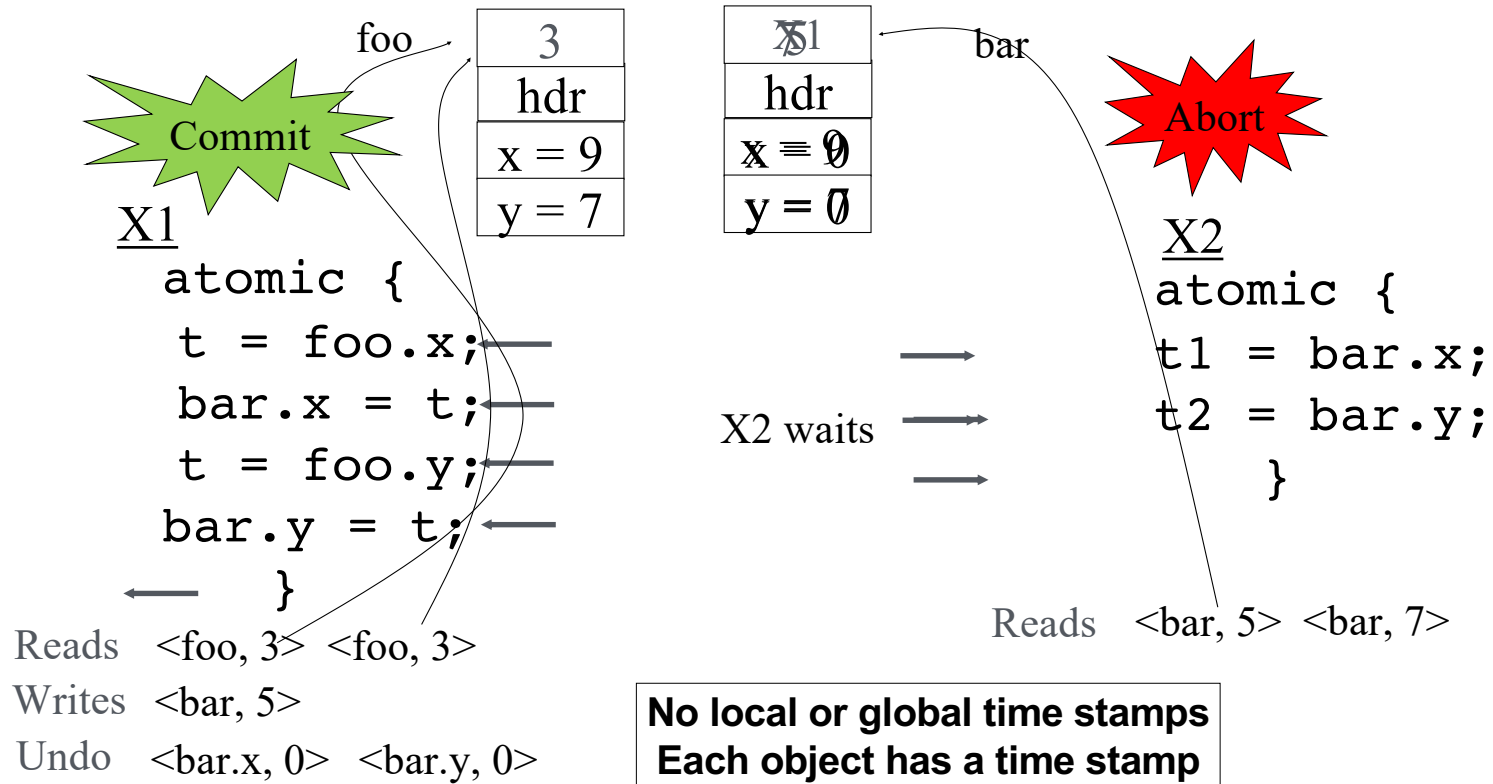 foo
3
hdr
x = 9
y = 7
hdr
bar
Commit
Abort
X1
atomic {
t = foo.x;
bar.x = t;
t = foo.y;
bar.y = t;
}
X2 waits
X2
atomic {
t1 = bar.x;
t2 = bar.y;
}
Reads <foo, 3> <foo, 3>
Writes <bar, 5>
Undo <bar.x, 0> <bar.y, 0>
Reads <bar, 5> <bar, 7>
No local or global time stamps
Each object has a time stamp